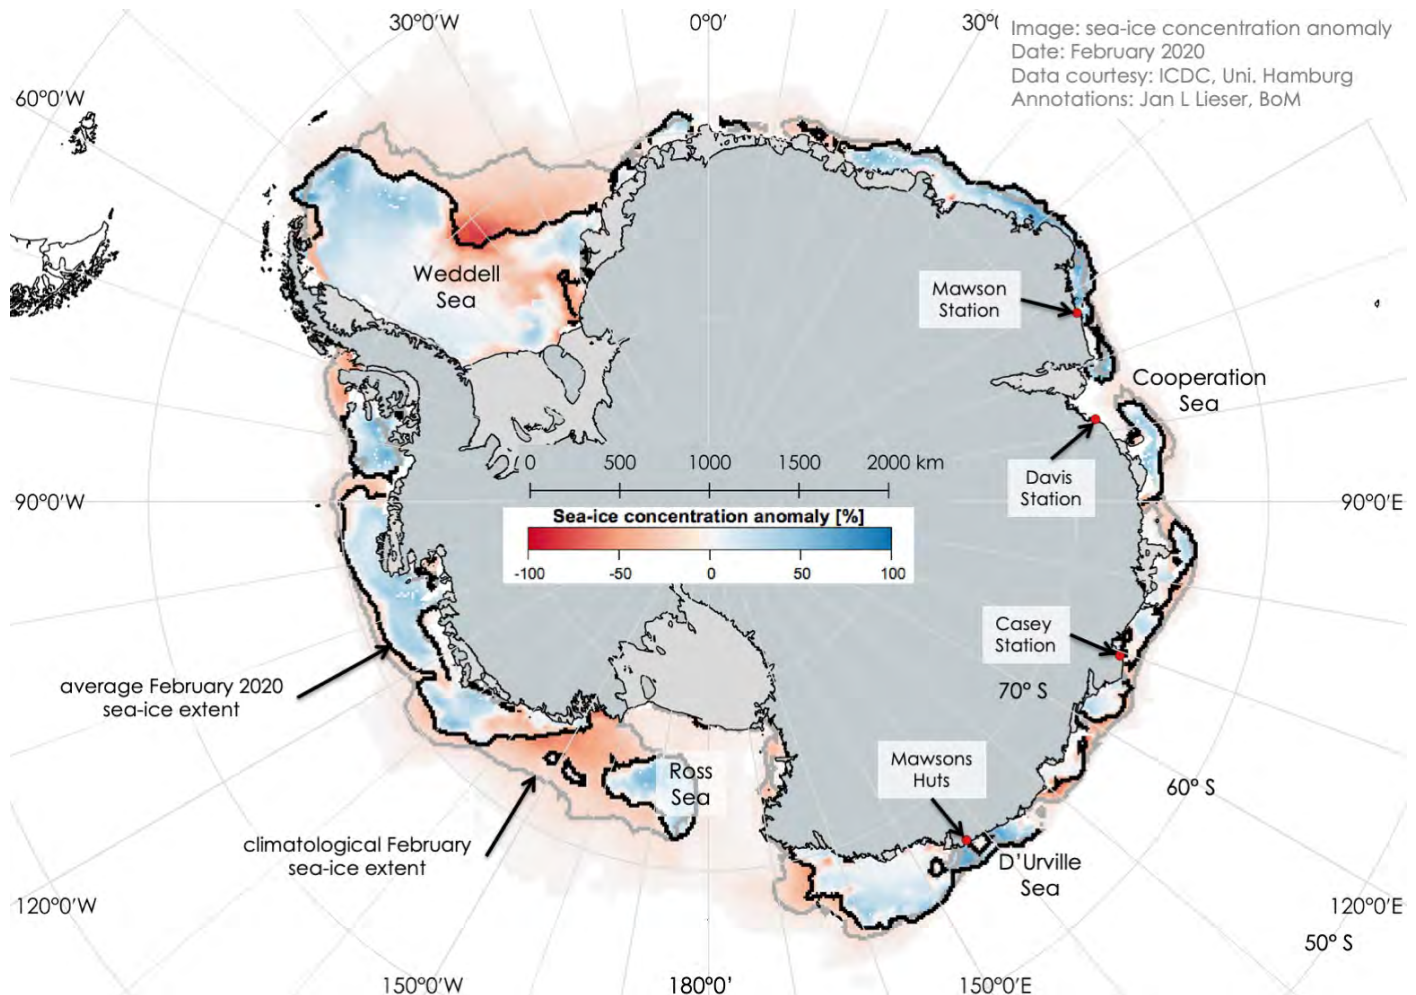 30°0'W
0°0'
30°0
Image: sea-ice concentration anomaly
Date: February 2020
Data courtesy: ICDC, Uni. Hamburg
Annotations: Jan L Lieser, BoM
60°0'W
Weddell
Sea
Mawson
Station
Cooperation
Sea
Davis
Station
0 500 1000 1500 2000 km
90°0'W
90°0'E
Sea-ice concentration anomaly [%]
-100 -50 0 50 100
Casey
Station
70° S
average February 2020
sea-ice extent
Ross
Sea
Mawsons
Huts
60° S
climatological February
sea-ice extent
D'Urville
Sea
120°0'W
120°0'E
50° S
150°0'W
180°0'
150°0'E